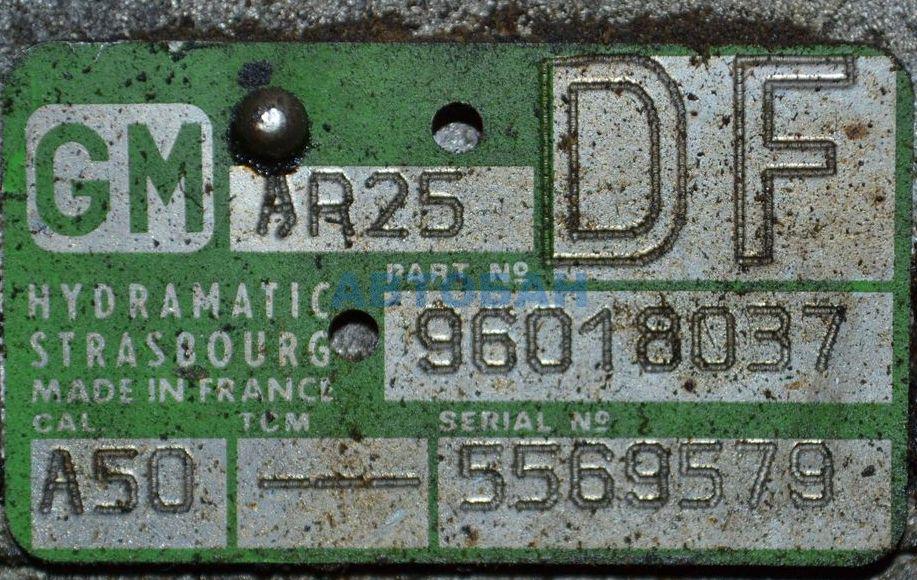 GM
AR25
DF
PART Nº
АВТОБАН
HYDRAMATIC
96018037
STRASBOURG
MADE IN FRANCE
CAL
TCM
SERIAL Nº
A50
—
5569579